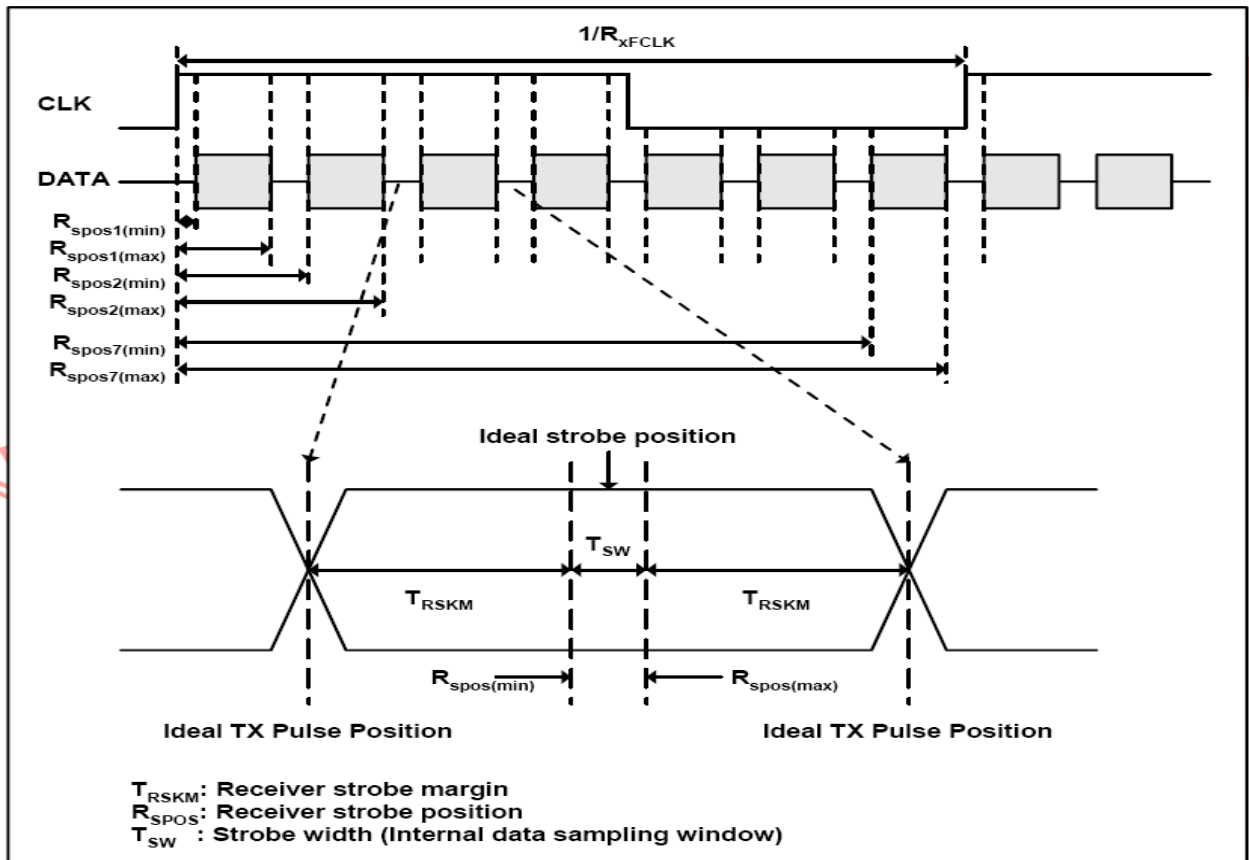 1/RxFCLK
CLK
DATA
Rspos1(min)
Rspos1(max)
Rspos2(min)
Rspos2(max)
Rspos7(min)
Rspos7(max)
Ideal strobe position
TSW
TRSKM
TRSKM
Rspos(min)
Rspos(max)
Ideal TX Pulse Position
Ideal TX Pulse Position
TRSKM: Receiver strobe margin
RSPOS: Receiver strobe position
TSW : Strobe width (Internal data sampling window)